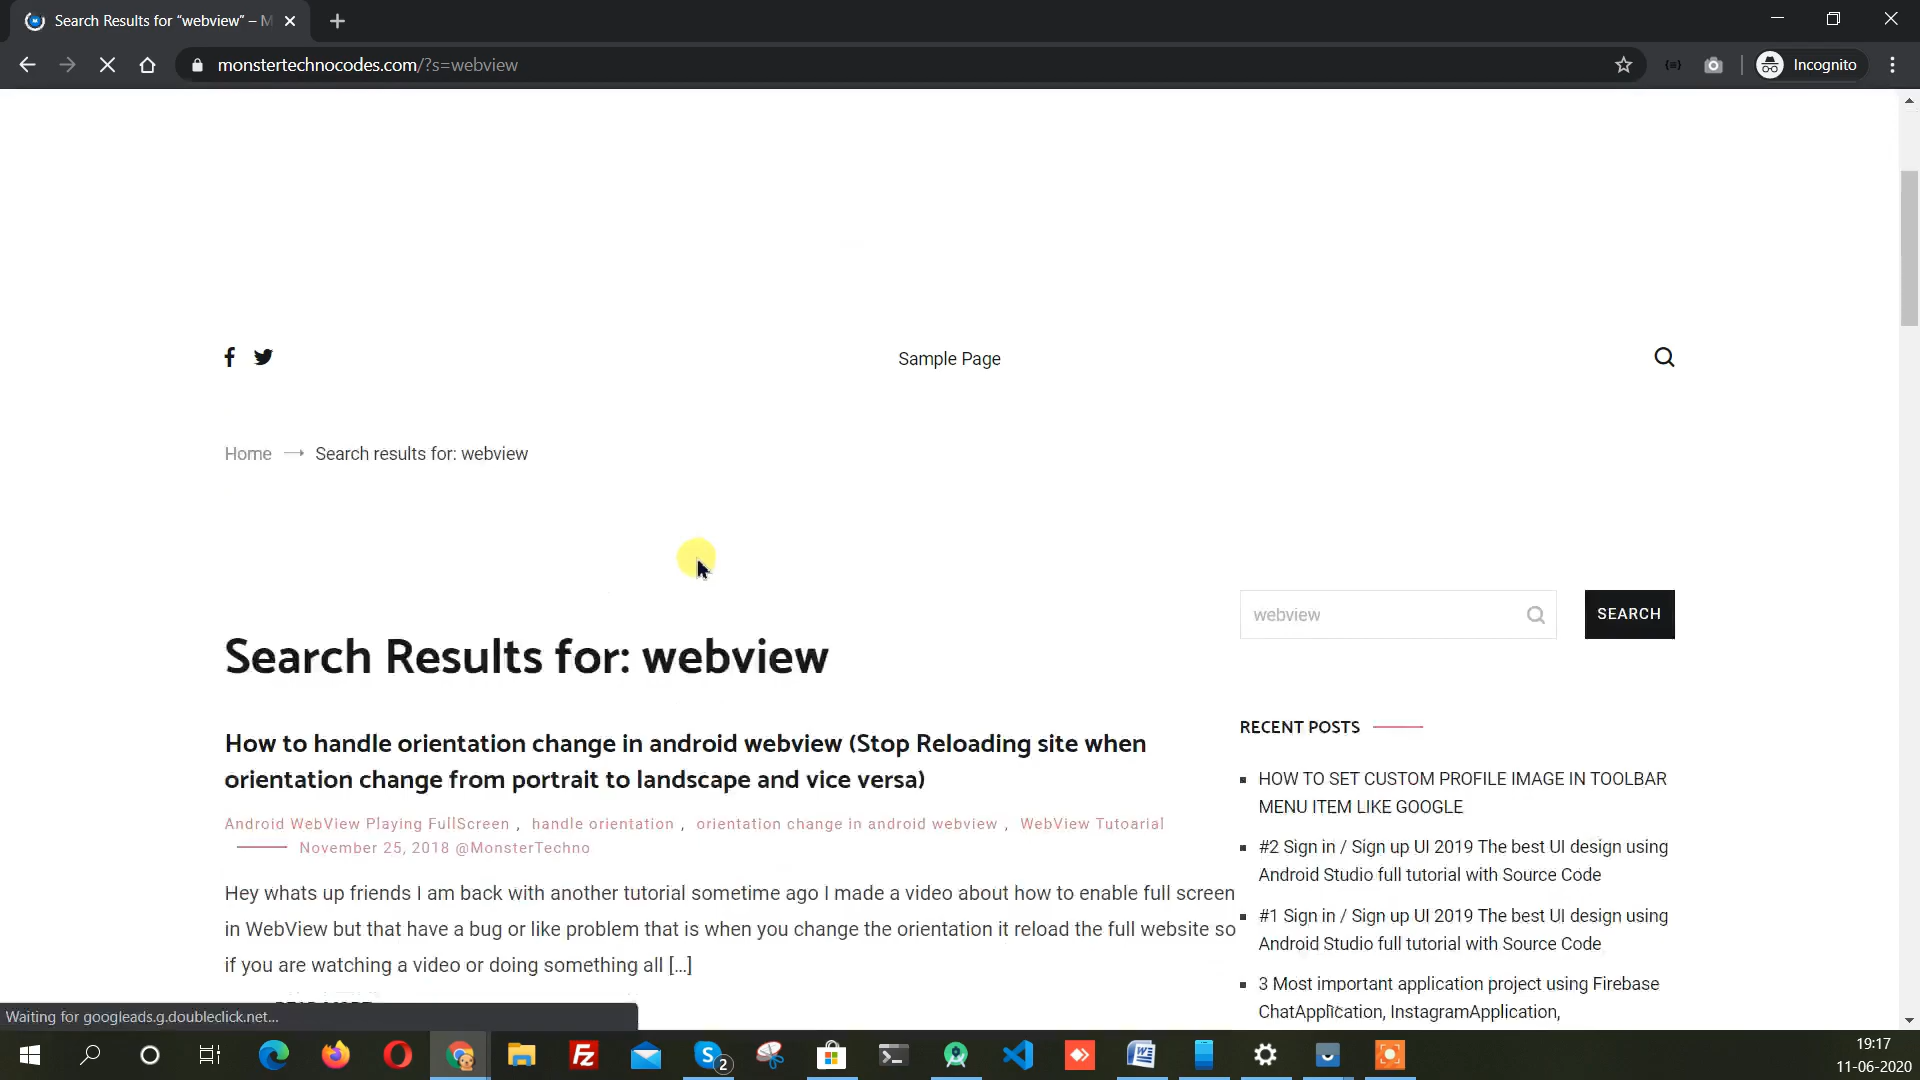 Search Results for “webview” – M
monstertechnocodes.com/?s=webview
Incognito
Sample Page
Home
Search results for: webview
webview
SEARCH
Search Results for: webview
How to handle orientation change in android webview (Stop Reloading site when
orientation change from portrait to landscape and vice versa)
Android WebView Playing FullScreen , handle orientation , orientation change in android webview , WebView Tutoarial
November 25, 2018 @MonsterTechno
Hey whats up friends I am back with another tutorial sometime ago I made a video about how to enable full screen
in WebView but that have a bug or like problem that is when you change the orientation it reload the full website so
if you are watching a video or doing something all [...]
READ MORE
RECENT POSTS
HOW TO SET CUSTOM PROFILE IMAGE IN TOOLBAR
MENU ITEM LIKE GOOGLE
#2 Sign in / Sign up UI 2019 The best UI design using
Android Studio full tutorial with Source Code
#1 Sign in / Sign up UI 2019 The best UI design using
Android Studio full tutorial with Source Code
3 Most important application project using Firebase
ChatApplication, InstagramApplication,
Waiting for googleads.g.doubleclick.net...
2
19:17
11-06-2020